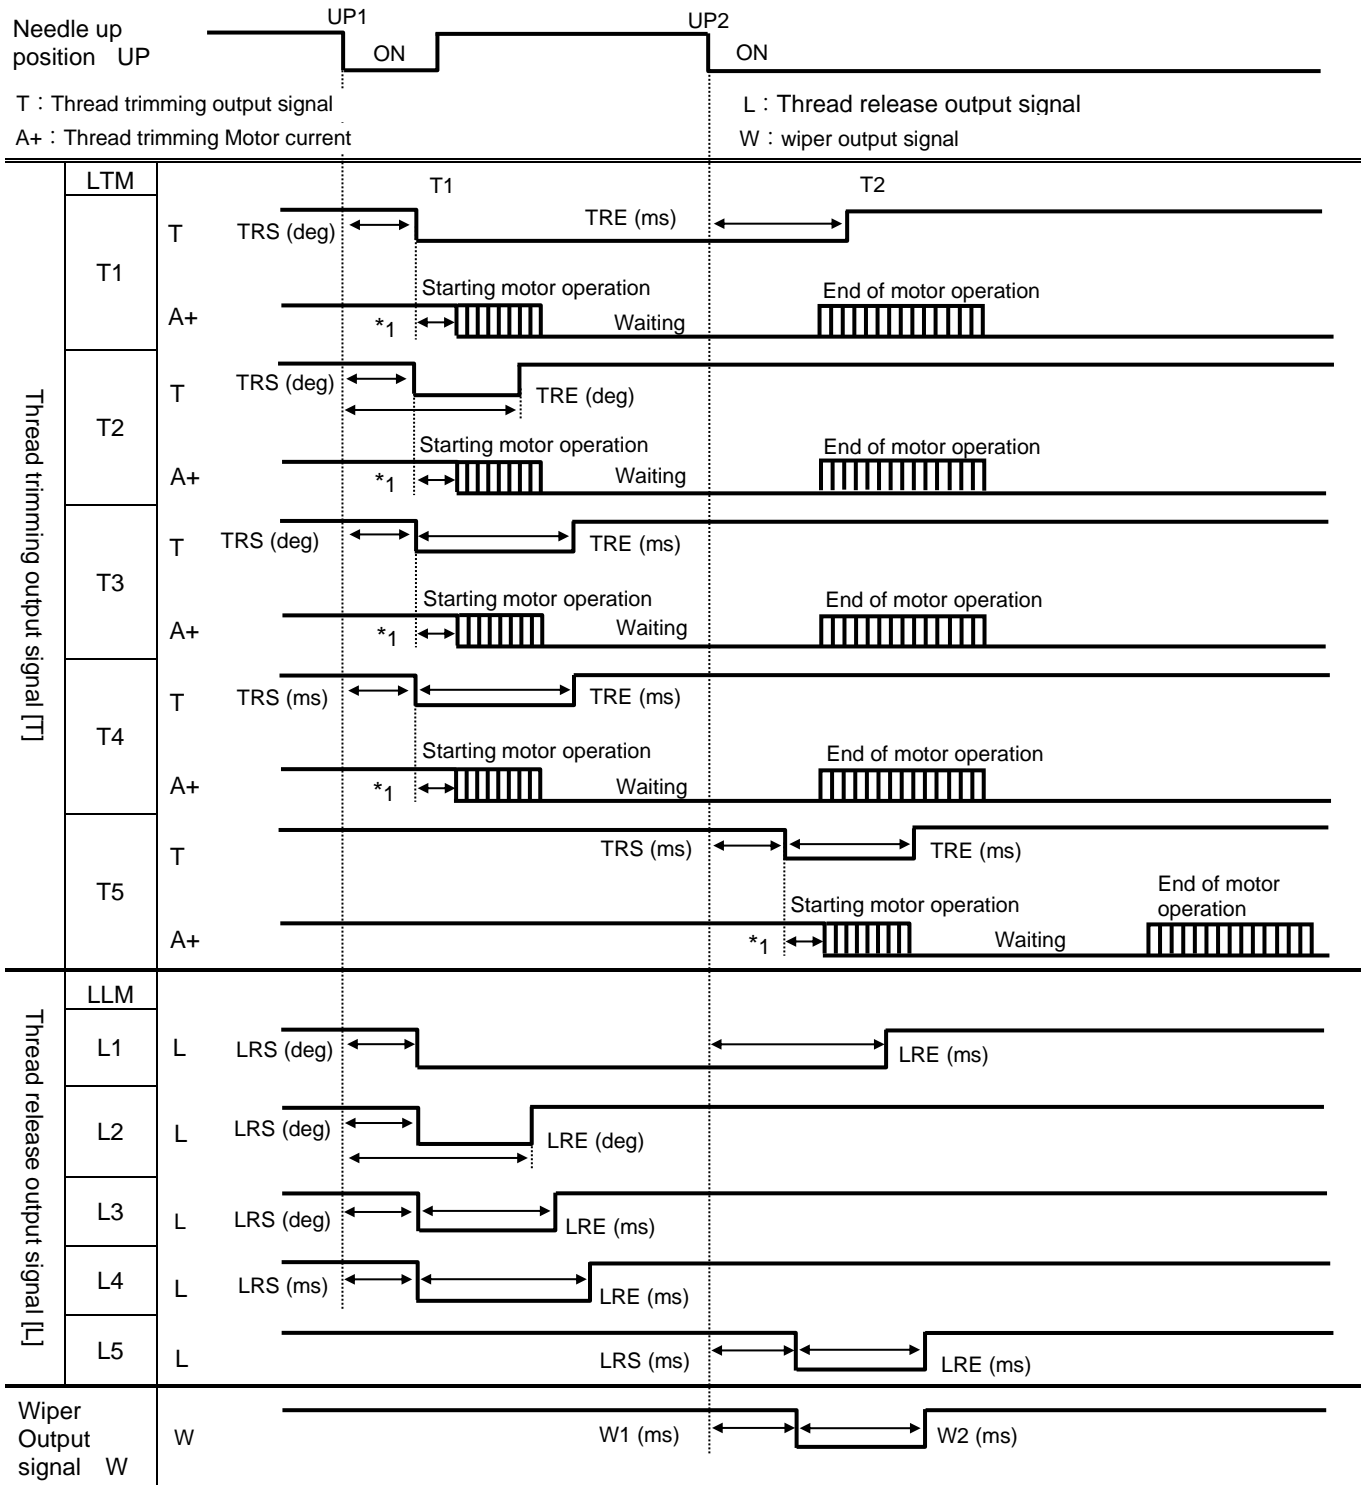 UP1
UP2
Needle up
position UP
ON
ON
T：Thread trimming output signal
L：Thread release output signal
A+：Thread trimming Motor current
W：wiper output signal
Thread trimming output signal [T]
LTM
T1
T2
T1
T
TRS (deg)
TRE (ms)
A+
*1
Starting motor operation
Waiting
End of motor operation
T2
T
TRS (deg)
TRE (deg)
A+
*1
Starting motor operation
Waiting
End of motor operation
T3
T
TRS (deg)
TRE (ms)
A+
*1
Starting motor operation
Waiting
End of motor operation
T4
T
TRS (ms)
TRE (ms)
A+
*1
Starting motor operation
Waiting
End of motor operation
T5
T
TRS (ms)
TRE (ms)
A+
*1
Starting motor operation
Waiting
End of motor
operation
Thread release output signal [L]
LLM
L1
L
LRS (deg)
LRE (ms)
L2
L
LRS (deg)
LRE (deg)
L3
L
LRS (deg)
LRE (ms)
L4
L
LRS (ms)
LRE (ms)
L5
L
LRS (ms)
LRE (ms)
Wiper
Output
signal W
W
W1 (ms)
W2 (ms)